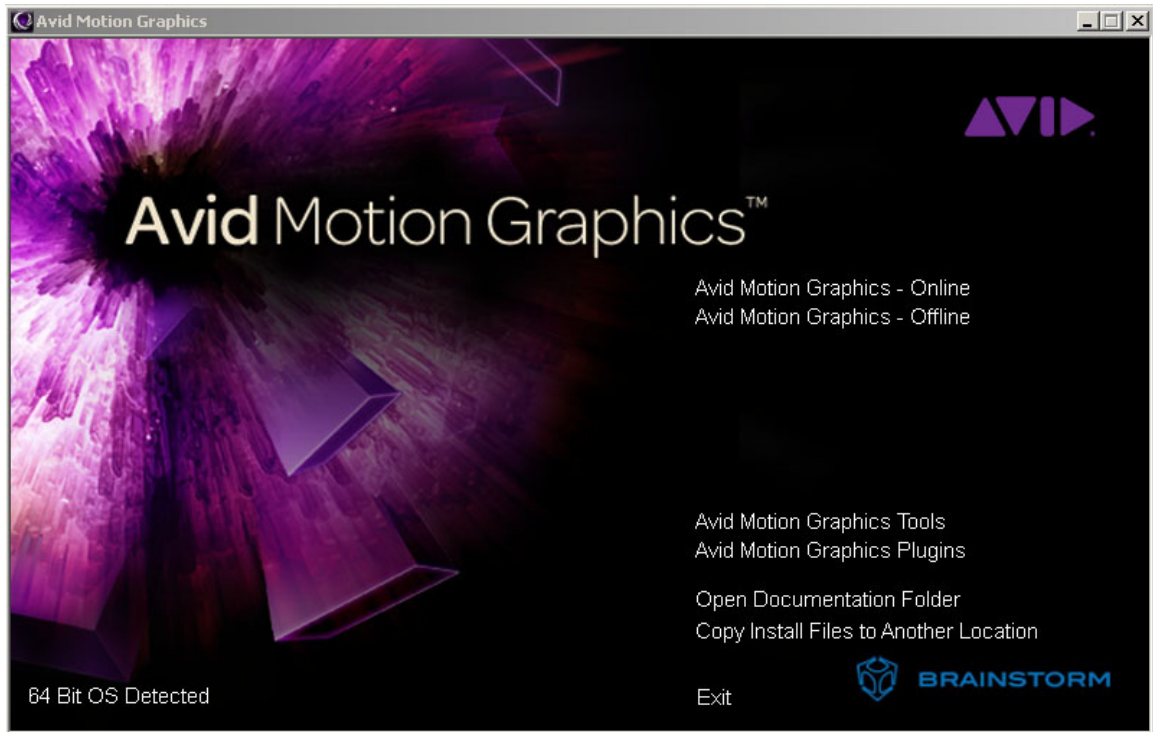 Avid Motion Graphics
AVID
Avid Motion Graphics™
Avid Motion Graphics - Online
Avid Motion Graphics - Offline
Avid Motion Graphics Tools
Avid Motion Graphics Plugins
Open Documentation Folder
Copy Install Files to Another Location
BRAINSTORM
64 Bit OS Detected
Exit